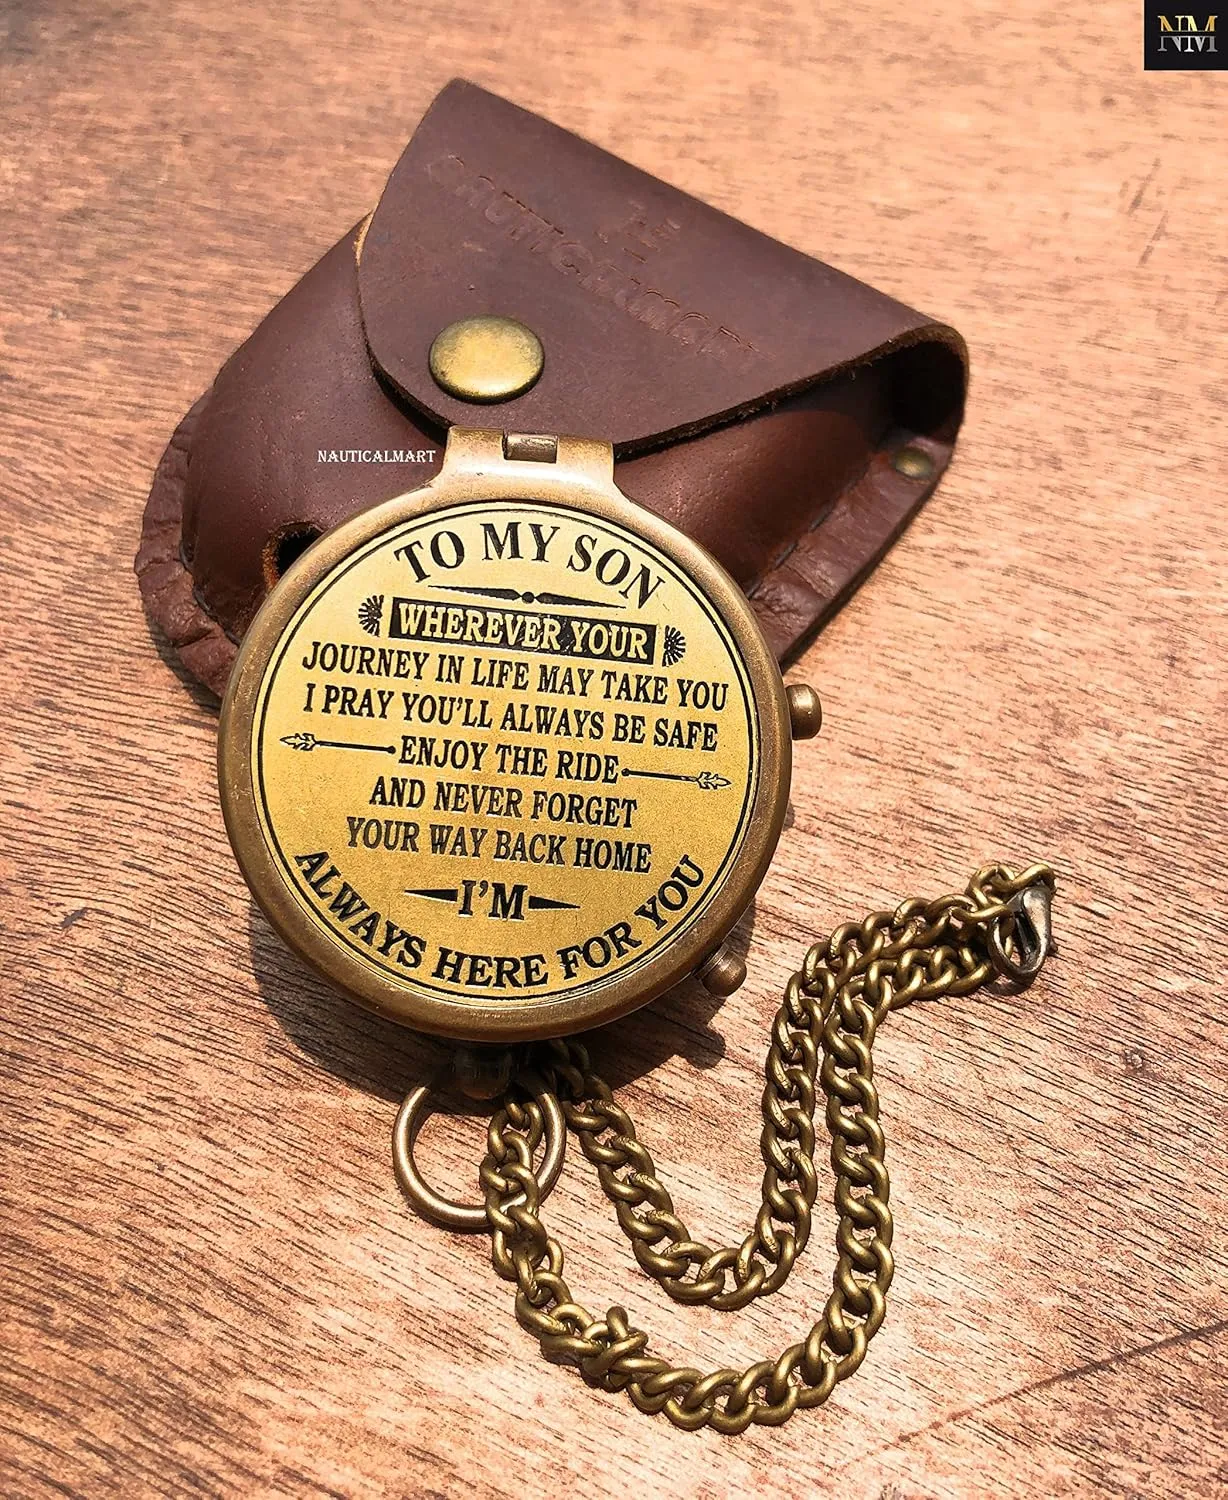 NM
NAUTICALMART
NAUTICALMART
TO MY SON
WHEREVER YOUR
JOURNEY IN LIFE MAY TAKE YOU
I PRAY YOU'LL ALWAYS BE SAFE
ENJOY THE RIDE
AND NEVER FORGET
YOUR WAY BACK HOME
I'M
ALWAYS HERE FOR YOU